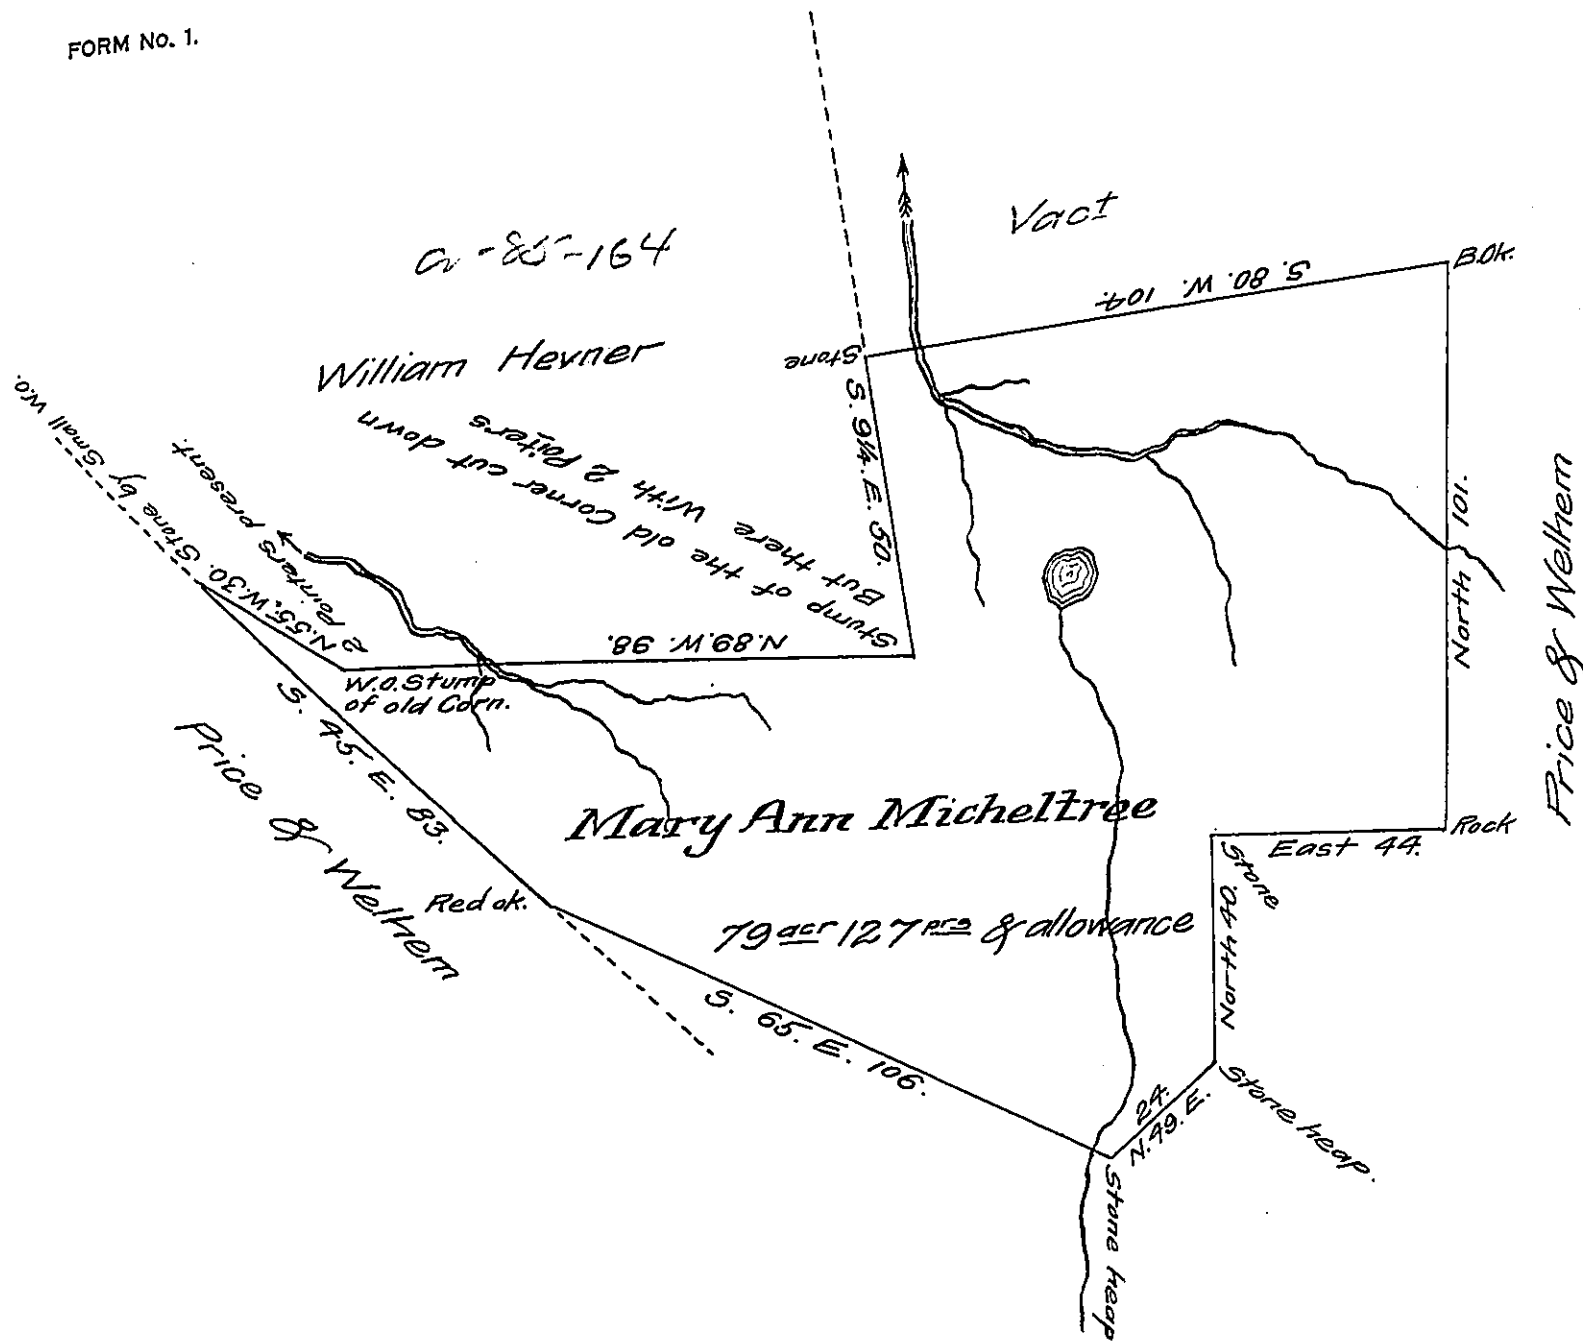 FORM No. 1.
Vact
a-85-164
B.Ok.
S. 80. W. 104.
William Hevner
Stone
S. 9¼. E. 50.
Stump of the old Corner cut down
But there With 2 Poiters
Stone by Small W.O.
2 Pointers present.
N.55.W.30.
N.89.W. 98.
W.O. Stump
of old Corn.
North 101.
Price & Welhem
S. 45. E. 83.
Price & Welhem
Mary Ann Micheltree
Rock
East 44.
Stone
Red ok.
79 acr 127 prs & allowance
North 40.
S. 65. E. 106.
24.
N. 49. E.
Stone heap.
Stone heap